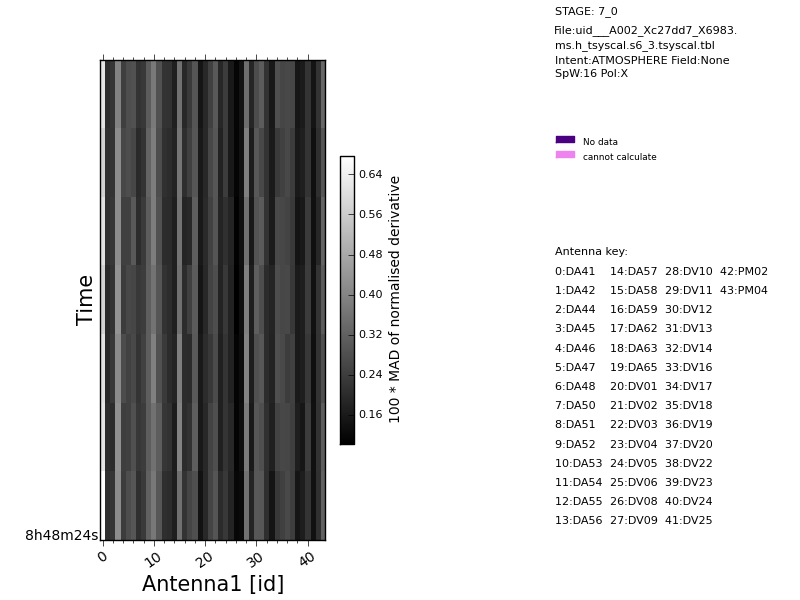 STAGE: 7_0
File:uid___A002_Xc27dd7_X6983.
ms.h_tsyscal.s6_3.tsyscal.tbl
Intent:ATMOSPHERE Field:None
SpW:16 Pol:X
No data
cannot calculate
0.64
0.56
0.48
0.40
0.32
0.24
0.16
100 * MAD of normalised derivative
Time
8h48m24s
0 10 20 30 40
Antenna1 [id]
Antenna key:
0:DA41 14:DA57 28:DV10 42:PM02
1:DA42 15:DA58 29:DV11 43:PM04
2:DA44 16:DA59 30:DV12
3:DA45 17:DA62 31:DV13
4:DA46 18:DA63 32:DV14
5:DA47 19:DA65 33:DV16
6:DA48 20:DV01 34:DV17
7:DA50 21:DV02 35:DV18
8:DA51 22:DV03 36:DV19
9:DA52 23:DV04 37:DV20
10:DA53 24:DV05 38:DV22
11:DA54 25:DV06 39:DV23
12:DA55 26:DV08 40:DV24
13:DA56 27:DV09 41:DV25